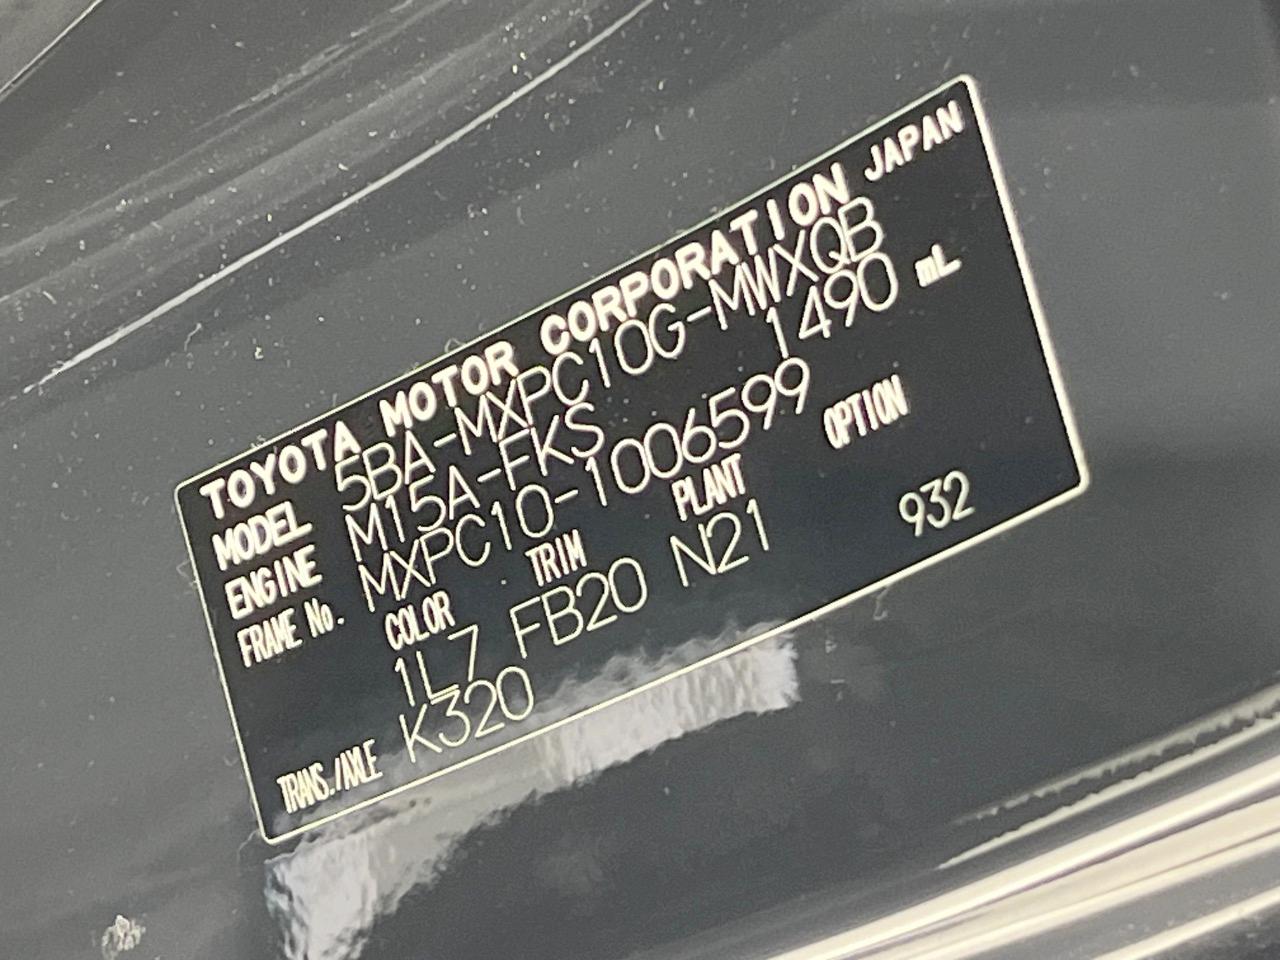 TOYOTA MOTOR CORPORATION JAPAN
MODEL 5BA-MXPC10G-MWXQB
ENGINE M15A-FKS 1490 mL
FRAME No. MXPC10-1006599
COLOR TRIM PLANT OPTION
1L7 FB20 N21 932
TRANS./AXLE K320